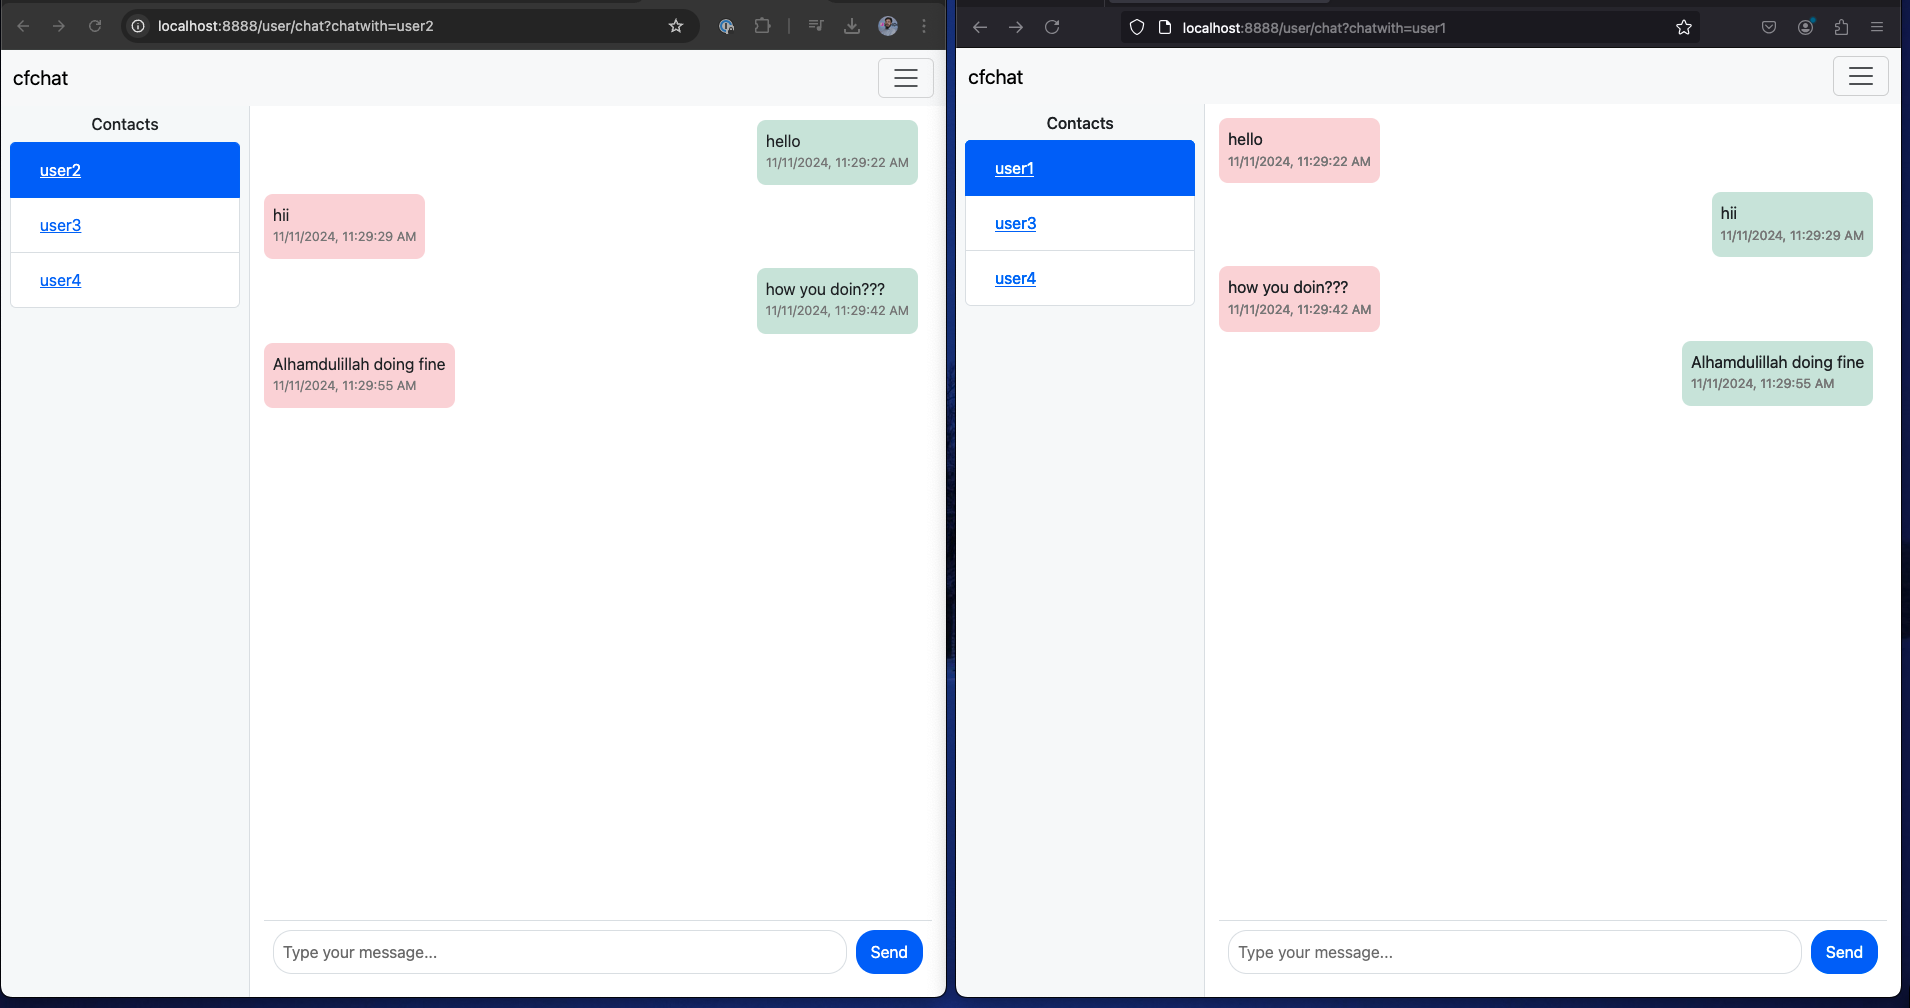 localhost:8888/user/chat?chatwith=user2
cfchat
Contacts
user2
user3
user4
hello
11/11/2024, 11:29:22 AM
hii
11/11/2024, 11:29:29 AM
how you doin???
11/11/2024, 11:29:42 AM
Alhamdulillah doing fine
11/11/2024, 11:29:55 AM
Type your message...
Send
localhost:8888/user/chat?chatwith=user1
cfchat
Contacts
user1
user3
user4
hello
11/11/2024, 11:29:22 AM
hii
11/11/2024, 11:29:29 AM
how you doin???
11/11/2024, 11:29:42 AM
Alhamdulillah doing fine
11/11/2024, 11:29:55 AM
Type your message...
Send